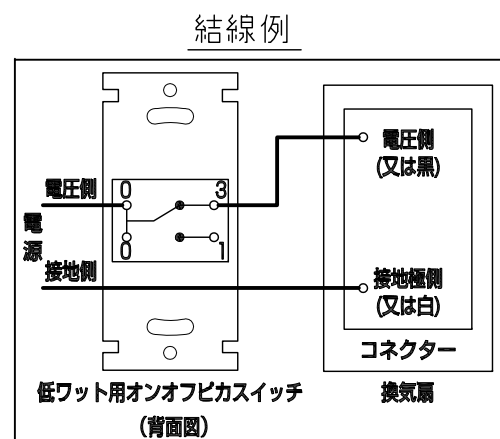 結線例
電圧側
0
3
0
1
電源
接地側
電圧側
(又は黒)
接地極側
(又は白)
コネクター
低ワット用オンオフピカスイッチ
(背面図)
換気扇